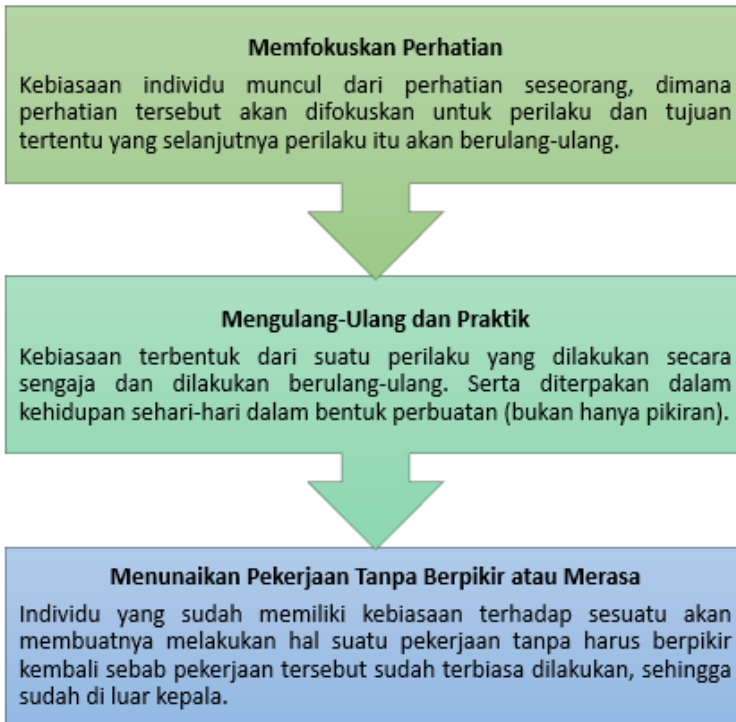 Memfokuskan Perhatian
Kebiasaan individu muncul dari perhatian seseorang, dimana
perhatian tersebut akan difokuskan untuk perilaku dan tujuan
tertentu yang selanjutnya perilaku itu akan berulang-ulang.
Mengulang-Ulang dan Praktik
Kebiasaan terbentuk dari suatu perilaku yang dilakukan secara
sengaja dan dilakukan berulang-ulang. Serta diterpakan dalam
kehidupan sehari-hari dalam bentuk perbuatan (bukan hanya pikiran).
Menunaikan Pekerjaan Tanpa Berpikir atau Merasa
Individu yang sudah memiliki kebiasaan terhadap sesuatu akan
membuatnya melakukan hal suatu pekerjaan tanpa harus berpikir
kembali sebab pekerjaan tersebut sudah terbiasa dilakukan, sehingga
sudah di luar kepala.